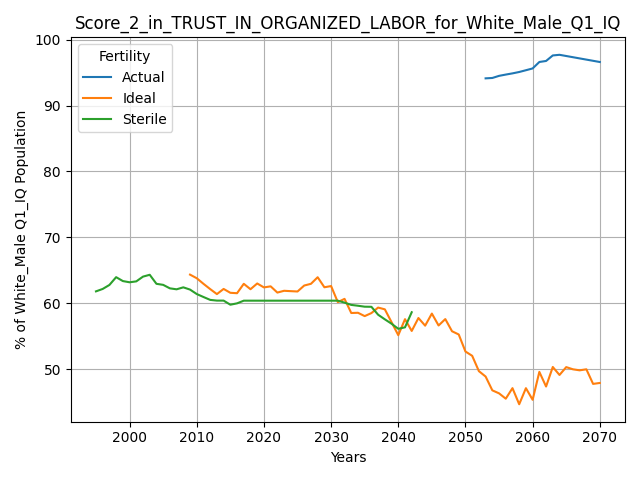 Score_2_in_TRUST_IN_ORGANIZED_LABOR_for_White_Male_Q1_IQ
Fertility
Actual
Ideal
Sterile
% of White_Male Q1_IQ Population
100
90
80
70
60
50
2000 2010 2020 2030 2040 2050 2060 2070
Years